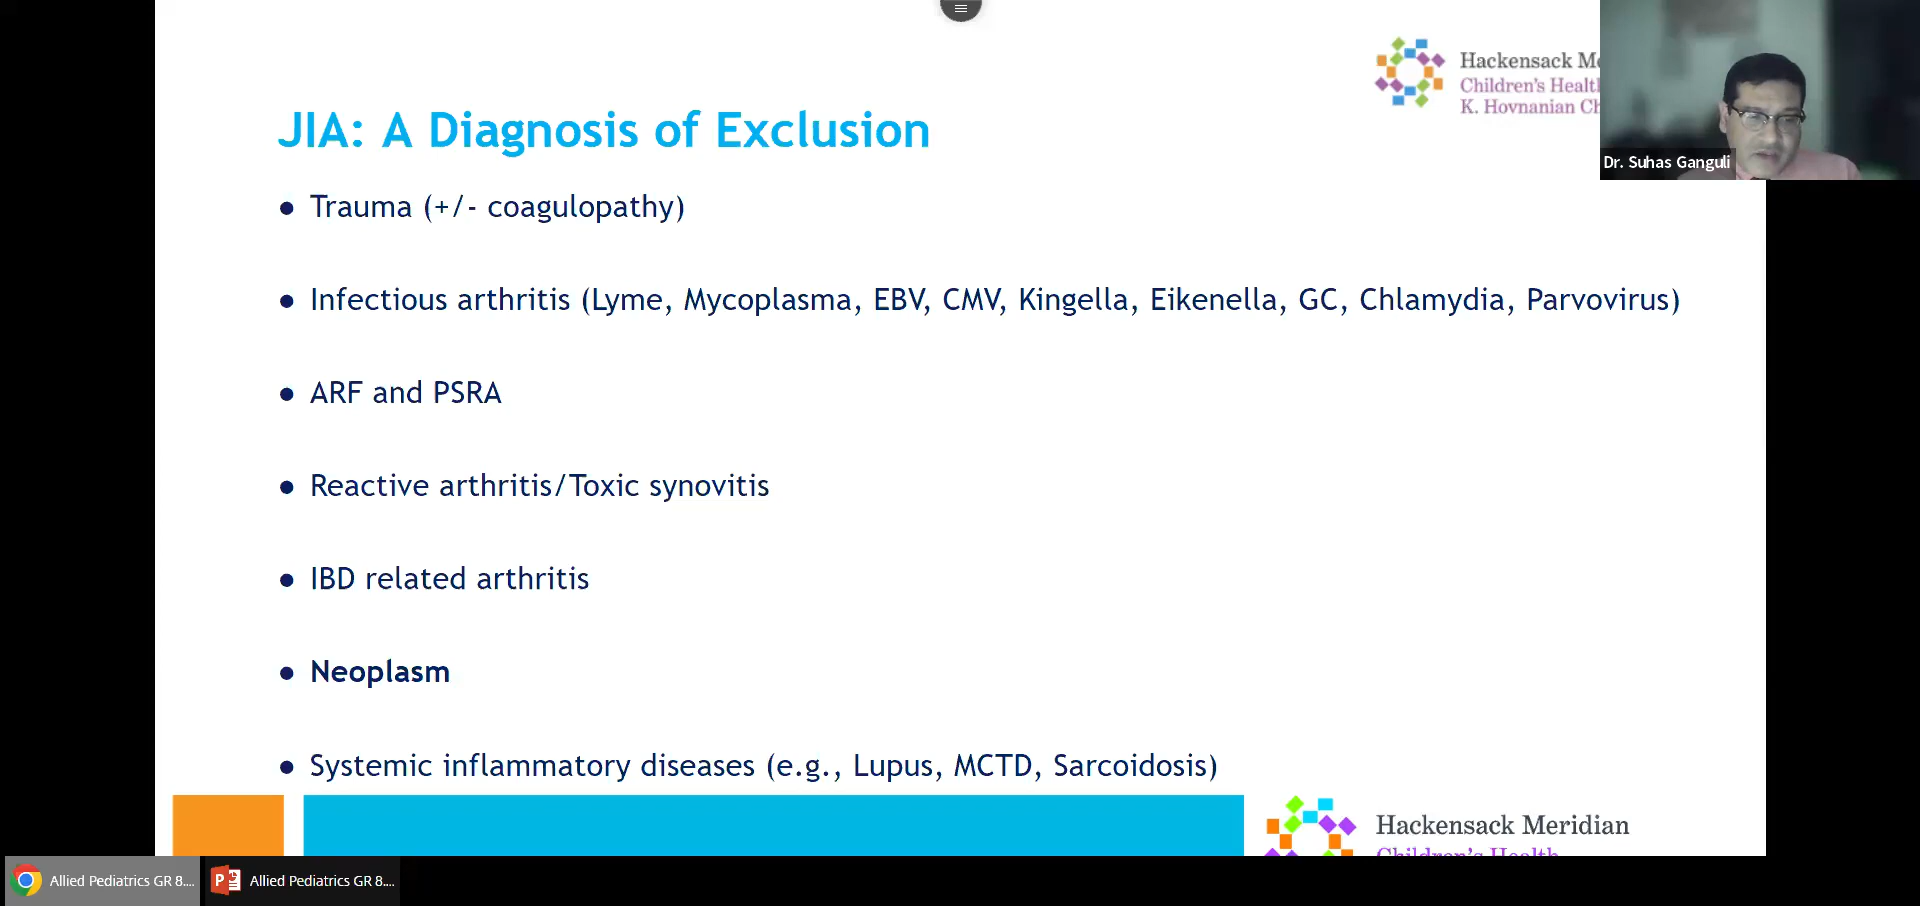 Hackensack
Children's
K. Hovnanian
Dr. Suhas Ganguli
JIA: A Diagnosis of Exclusion
● Trauma (+/- coagulopathy)
● Infectious arthritis (Lyme, Mycoplasma, EBV, CMV, Kingella, Eikenella, GC, Chlamydia, Parvovirus)
● ARF and PSRA
● Reactive arthritis/Toxic synovitis
● IBD related arthritis
● Neoplasm
● Systemic inflammatory diseases (e.g., Lupus, MCTD, Sarcoidosis)
Hackensack Meridian
Children's Health
Allied Pediatrics GR 8....
Allied Pediatrics GR 8....